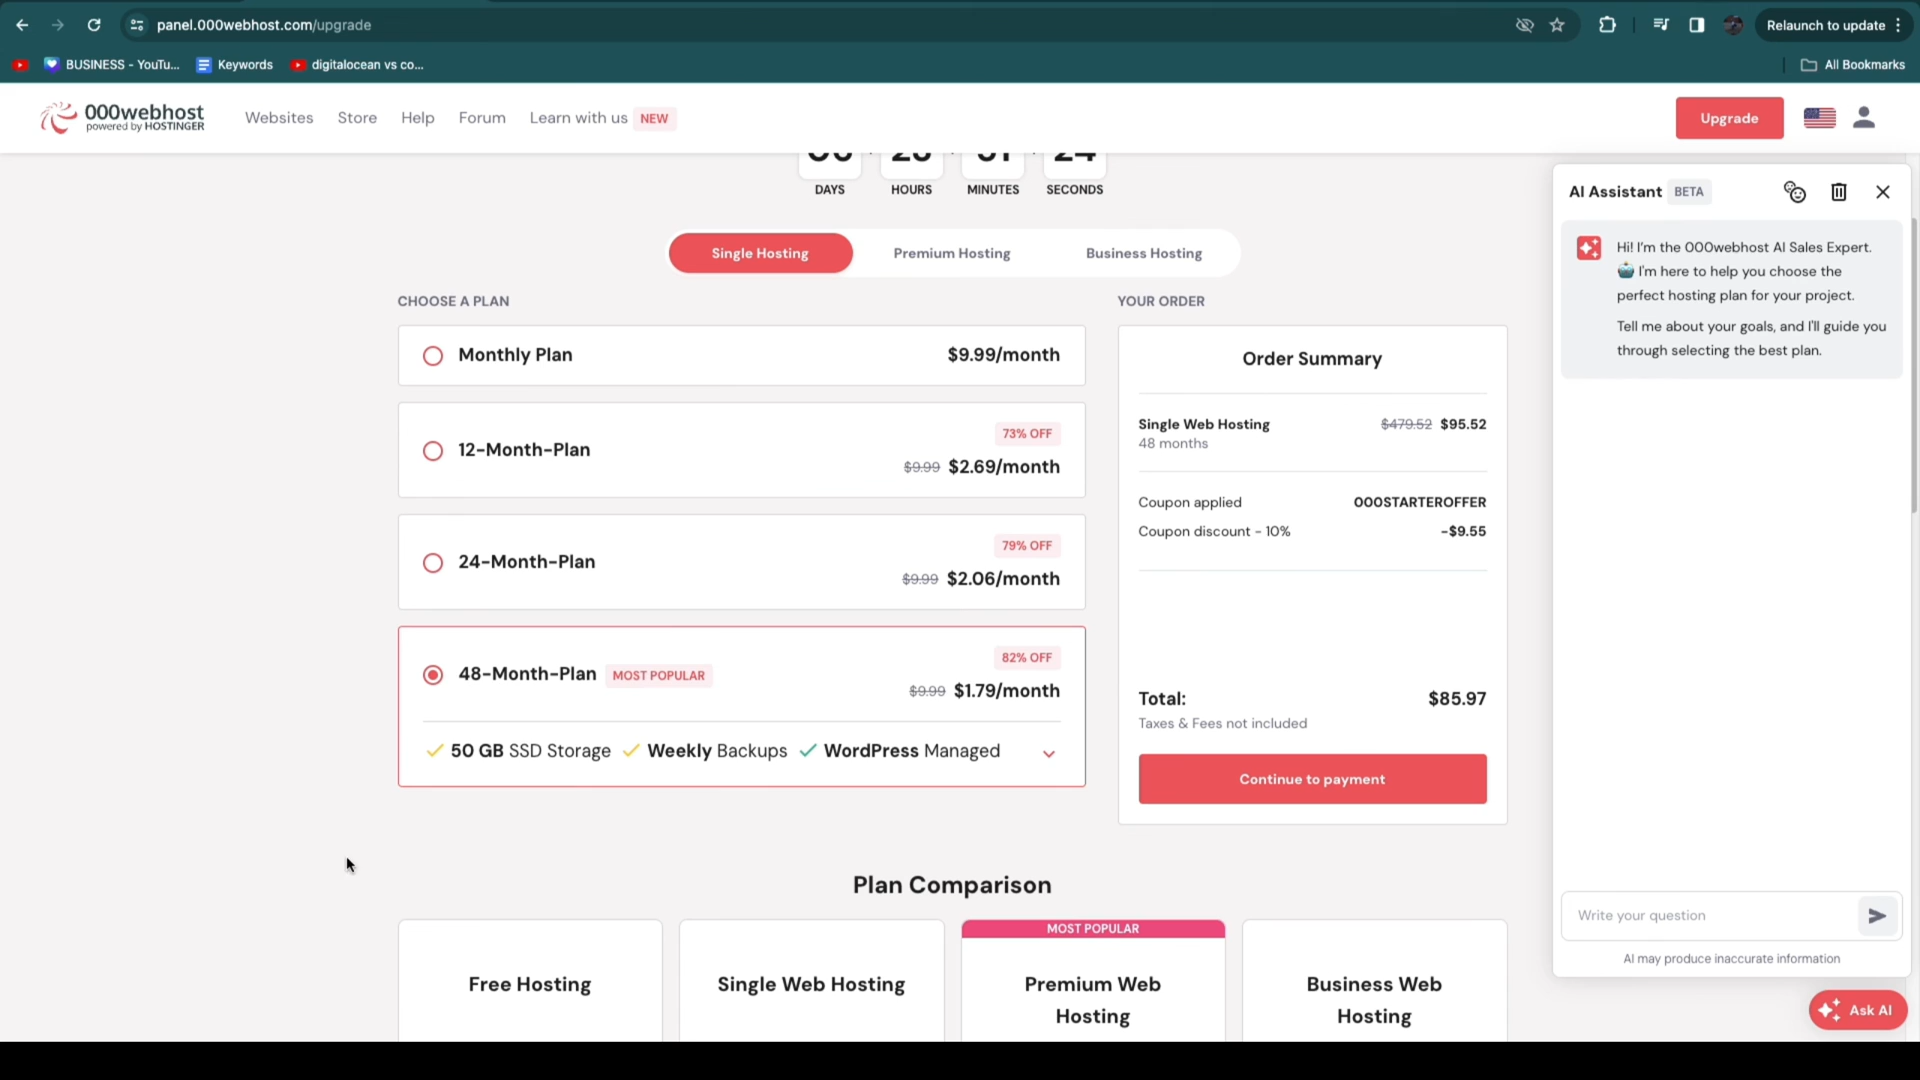 panel.000webhost.com/upgrade
Relaunch to update
BUSINESS - YouTu...
Keywords
digitalocean vs co...
All Bookmarks
000webhost
powered by HOSTINGER
Websites
Store
Help
Forum
Learn with us NEW
Upgrade
DAYS
HOURS
MINUTES
SECONDS
Single Hosting
Premium Hosting
Business Hosting
CHOOSE A PLAN
Monthly Plan
$9.99/month
73% OFF
12-Month-Plan
$9.99 $2.69/month
79% OFF
24-Month-Plan
$9.99 $2.06/month
82% OFF
48-Month-Plan MOST POPULAR
$9.99 $1.79/month
50 GB SSD Storage
Weekly Backups
WordPress Managed
YOUR ORDER
Order Summary
Single Web Hosting
$479.52 $95.52
48 months
Coupon applied
000STARTEROFFER
Coupon discount - 10%
-$9.55
Total:
$85.97
Taxes & Fees not included
Continue to payment
Plan Comparison
Free Hosting
Single Web Hosting
MOST POPULAR
Premium Web
Hosting
Business Web
Hosting
AI Assistant BETA
Hi! I'm the 000webhost AI Sales Expert.
I'm here to help you choose the
perfect hosting plan for your project.
Tell me about your goals, and I'll guide you
through selecting the best plan.
Write your question
AI may produce inaccurate information
Ask AI